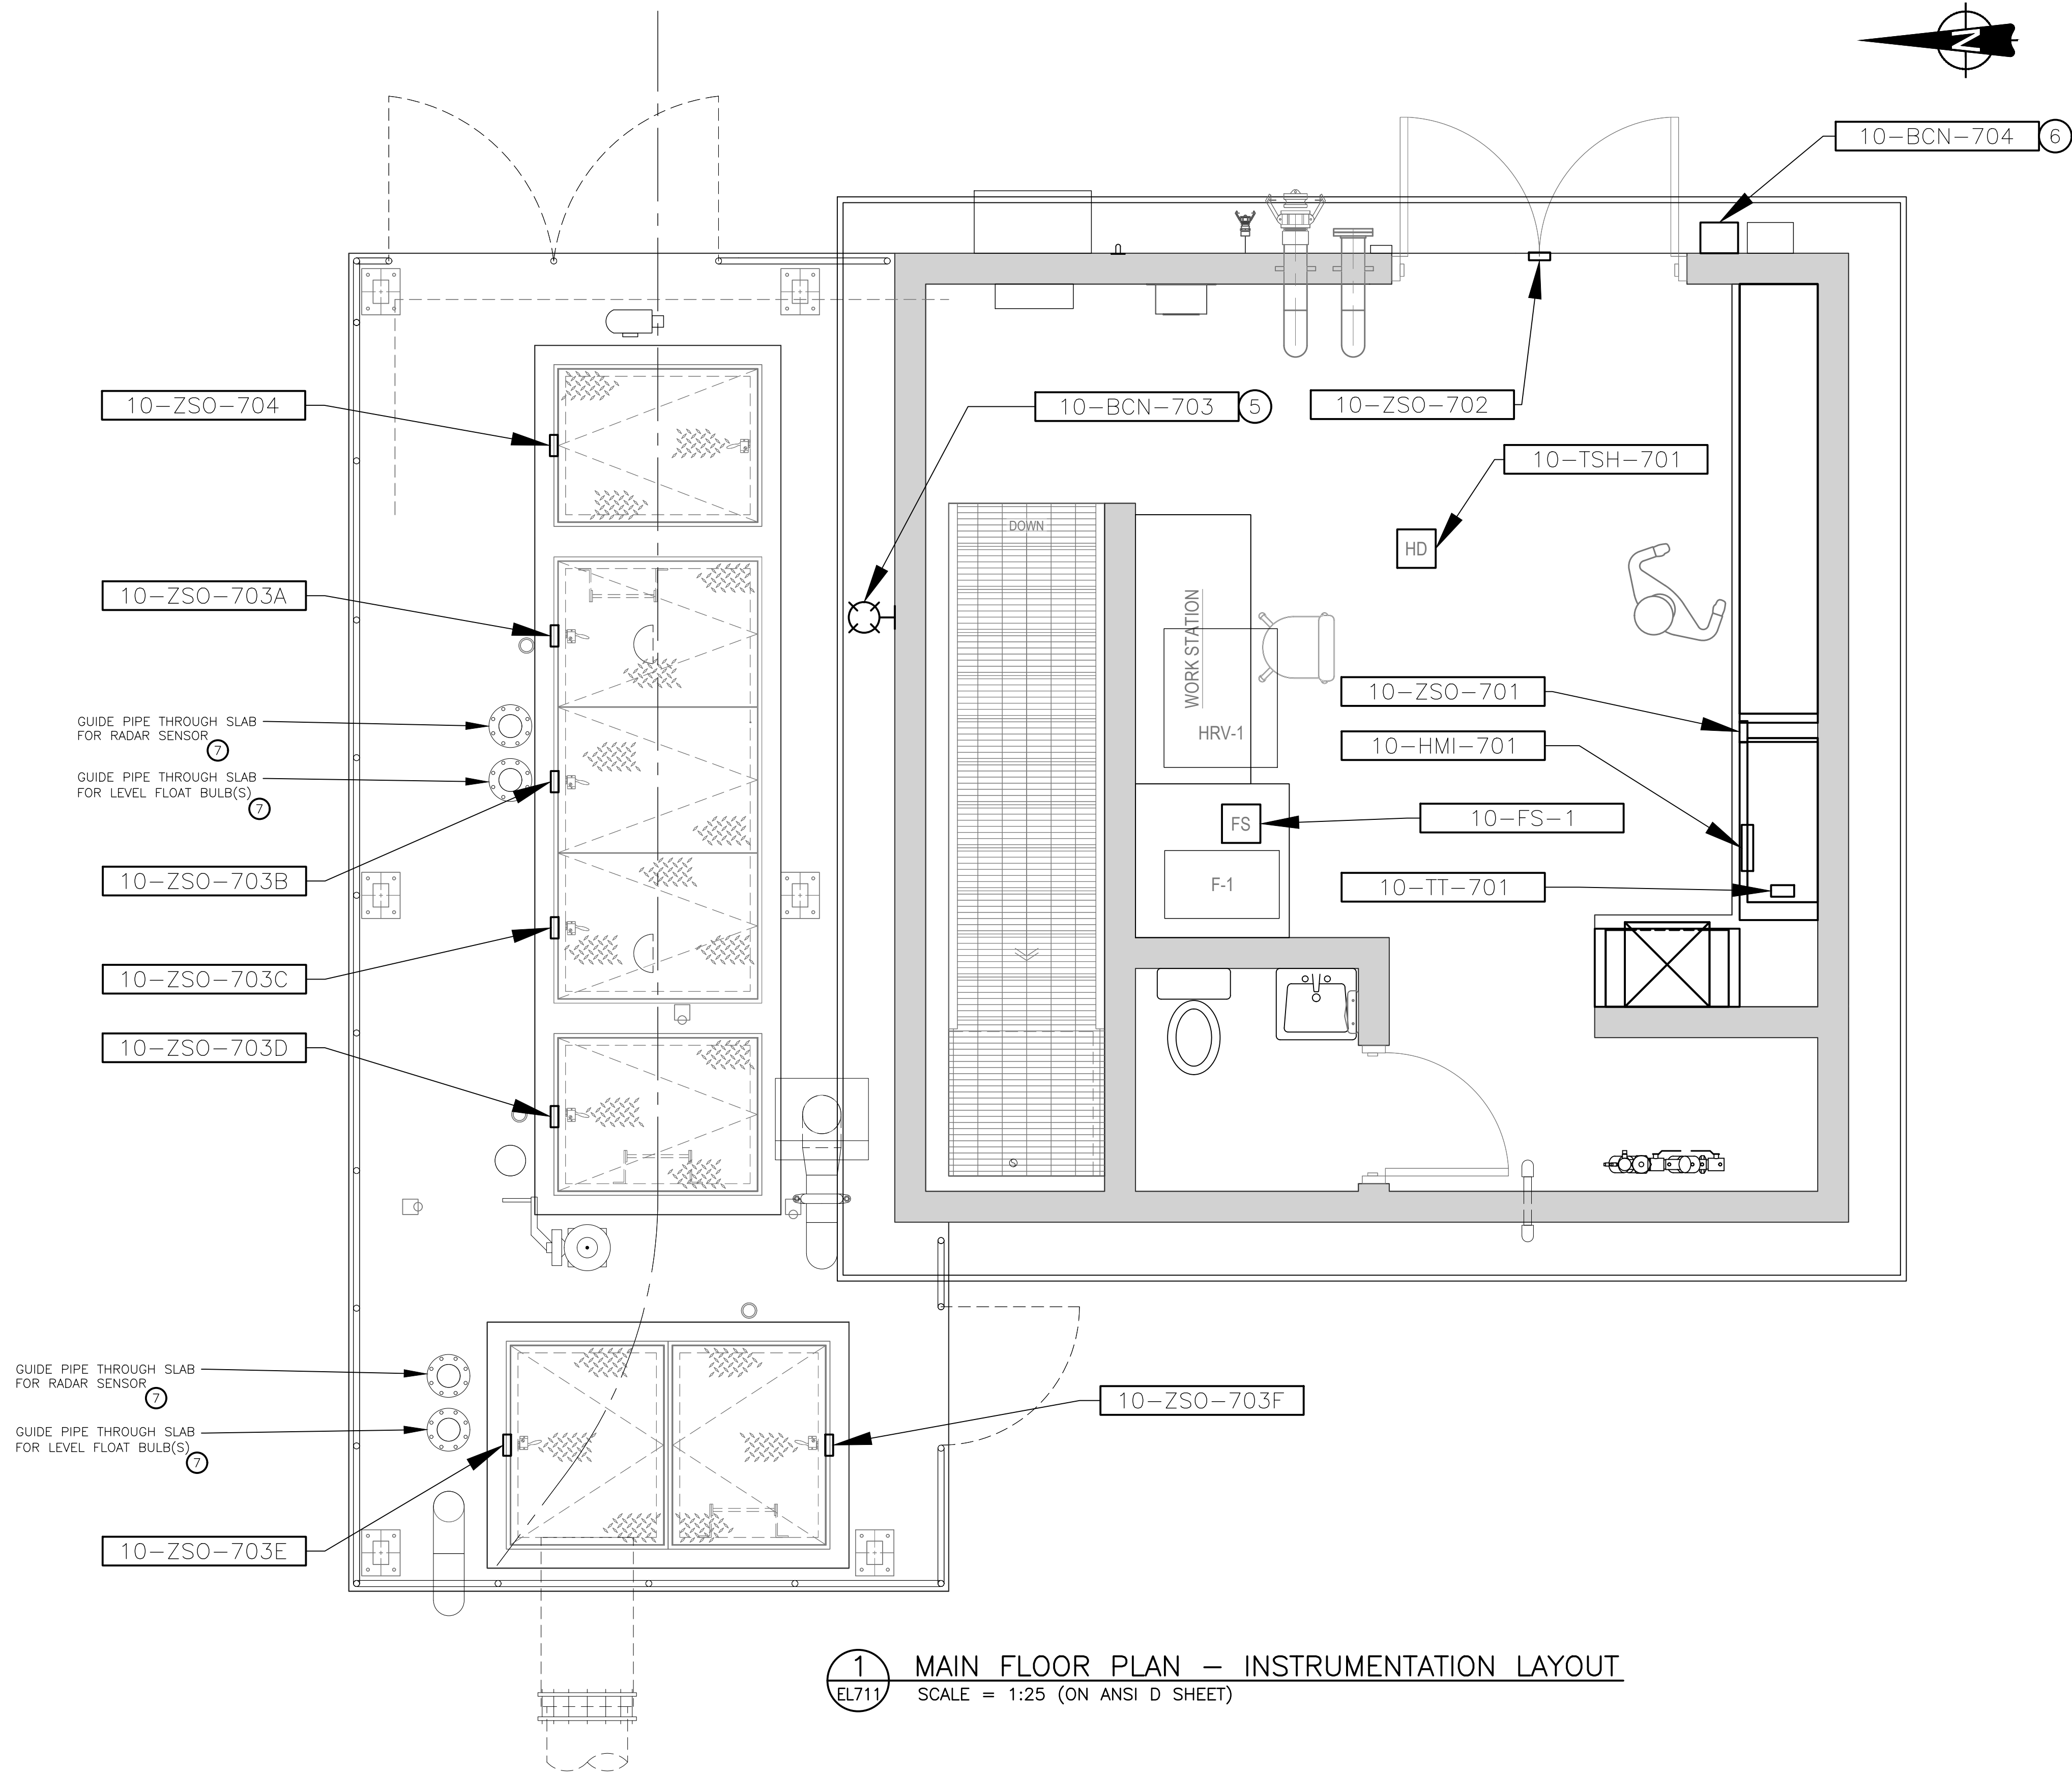 N
10-BCN-704
6
10-ZSO-704
10-BCN-703
5
10-ZSO-702
10-TSH-701
DOWN
HD
10-ZSO-703A
WORK STATION
10-ZSO-701
GUIDE PIPE THROUGH SLAB
FOR RADAR SENSOR
7
HRV-1
10-HMI-701
GUIDE PIPE THROUGH SLAB
FOR LEVEL FLOAT BULB(S)
7
FS
10-FS-1
10-ZSO-703B
F-1
10-TT-701
10-ZSO-703C
10-ZSO-703D
GUIDE PIPE THROUGH SLAB
FOR RADAR SENSOR
7
10-ZSO-703F
GUIDE PIPE THROUGH SLAB
FOR LEVEL FLOAT BULB(S)
7
10-ZSO-703E
1
EL711
MAIN FLOOR PLAN - INSTRUMENTATION LAYOUT
SCALE = 1:25 (ON ANSI D SHEET)